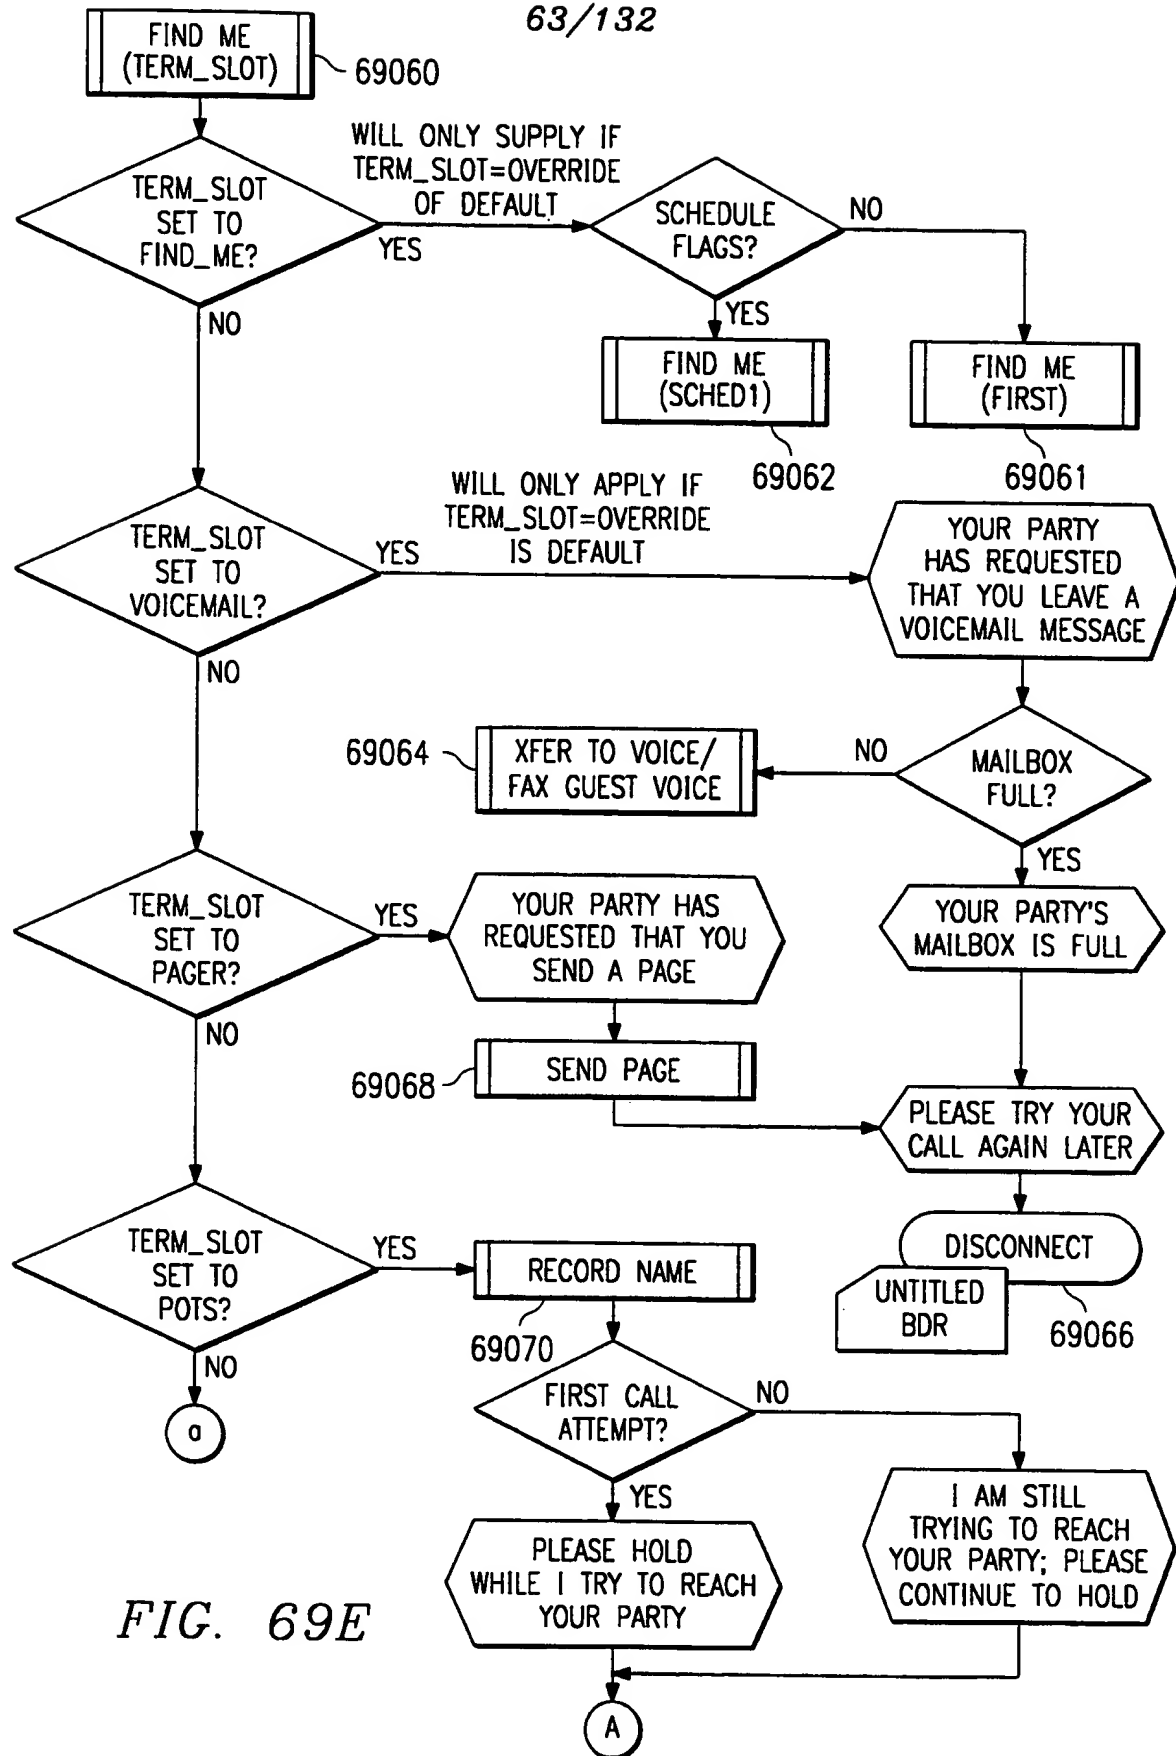 63/132
FIND ME
(TERM_SLOT)
69060
WILL ONLY SUPPLY IF
TERM_SLOT=OVERRIDE
OF DEFAULT
TERM_SLOT
SET TO
FIND_ME?
YES
NO
SCHEDULE
FLAGS?
NO
YES
FIND ME
(SCHED1)
69062
FIND ME
(FIRST)
69061
WILL ONLY APPLY IF
TERM_SLOT=OVERRIDE
IS DEFAULT
TERM_SLOT
SET TO
VOICEMAIL?
YES
NO
YOUR PARTY
HAS REQUESTED
THAT YOU LEAVE A
VOICEMAIL MESSAGE
MAILBOX
FULL?
NO
YES
69064
XFER TO VOICE/
FAX GUEST VOICE
YOUR PARTY'S
MAILBOX IS FULL
TERM_SLOT
SET TO
PAGER?
YES
NO
YOUR PARTY HAS
REQUESTED THAT YOU
SEND A PAGE
69068
SEND PAGE
PLEASE TRY YOUR
CALL AGAIN LATER
DISCONNECT
UNTITLED
BDR
69066
TERM_SLOT
SET TO
POTS?
YES
NO
a
RECORD NAME
69070
FIRST CALL
ATTEMPT?
NO
YES
PLEASE HOLD
WHILE I TRY TO REACH
YOUR PARTY
I AM STILL
TRYING TO REACH
YOUR PARTY; PLEASE
CONTINUE TO HOLD
A
FIG. 69E